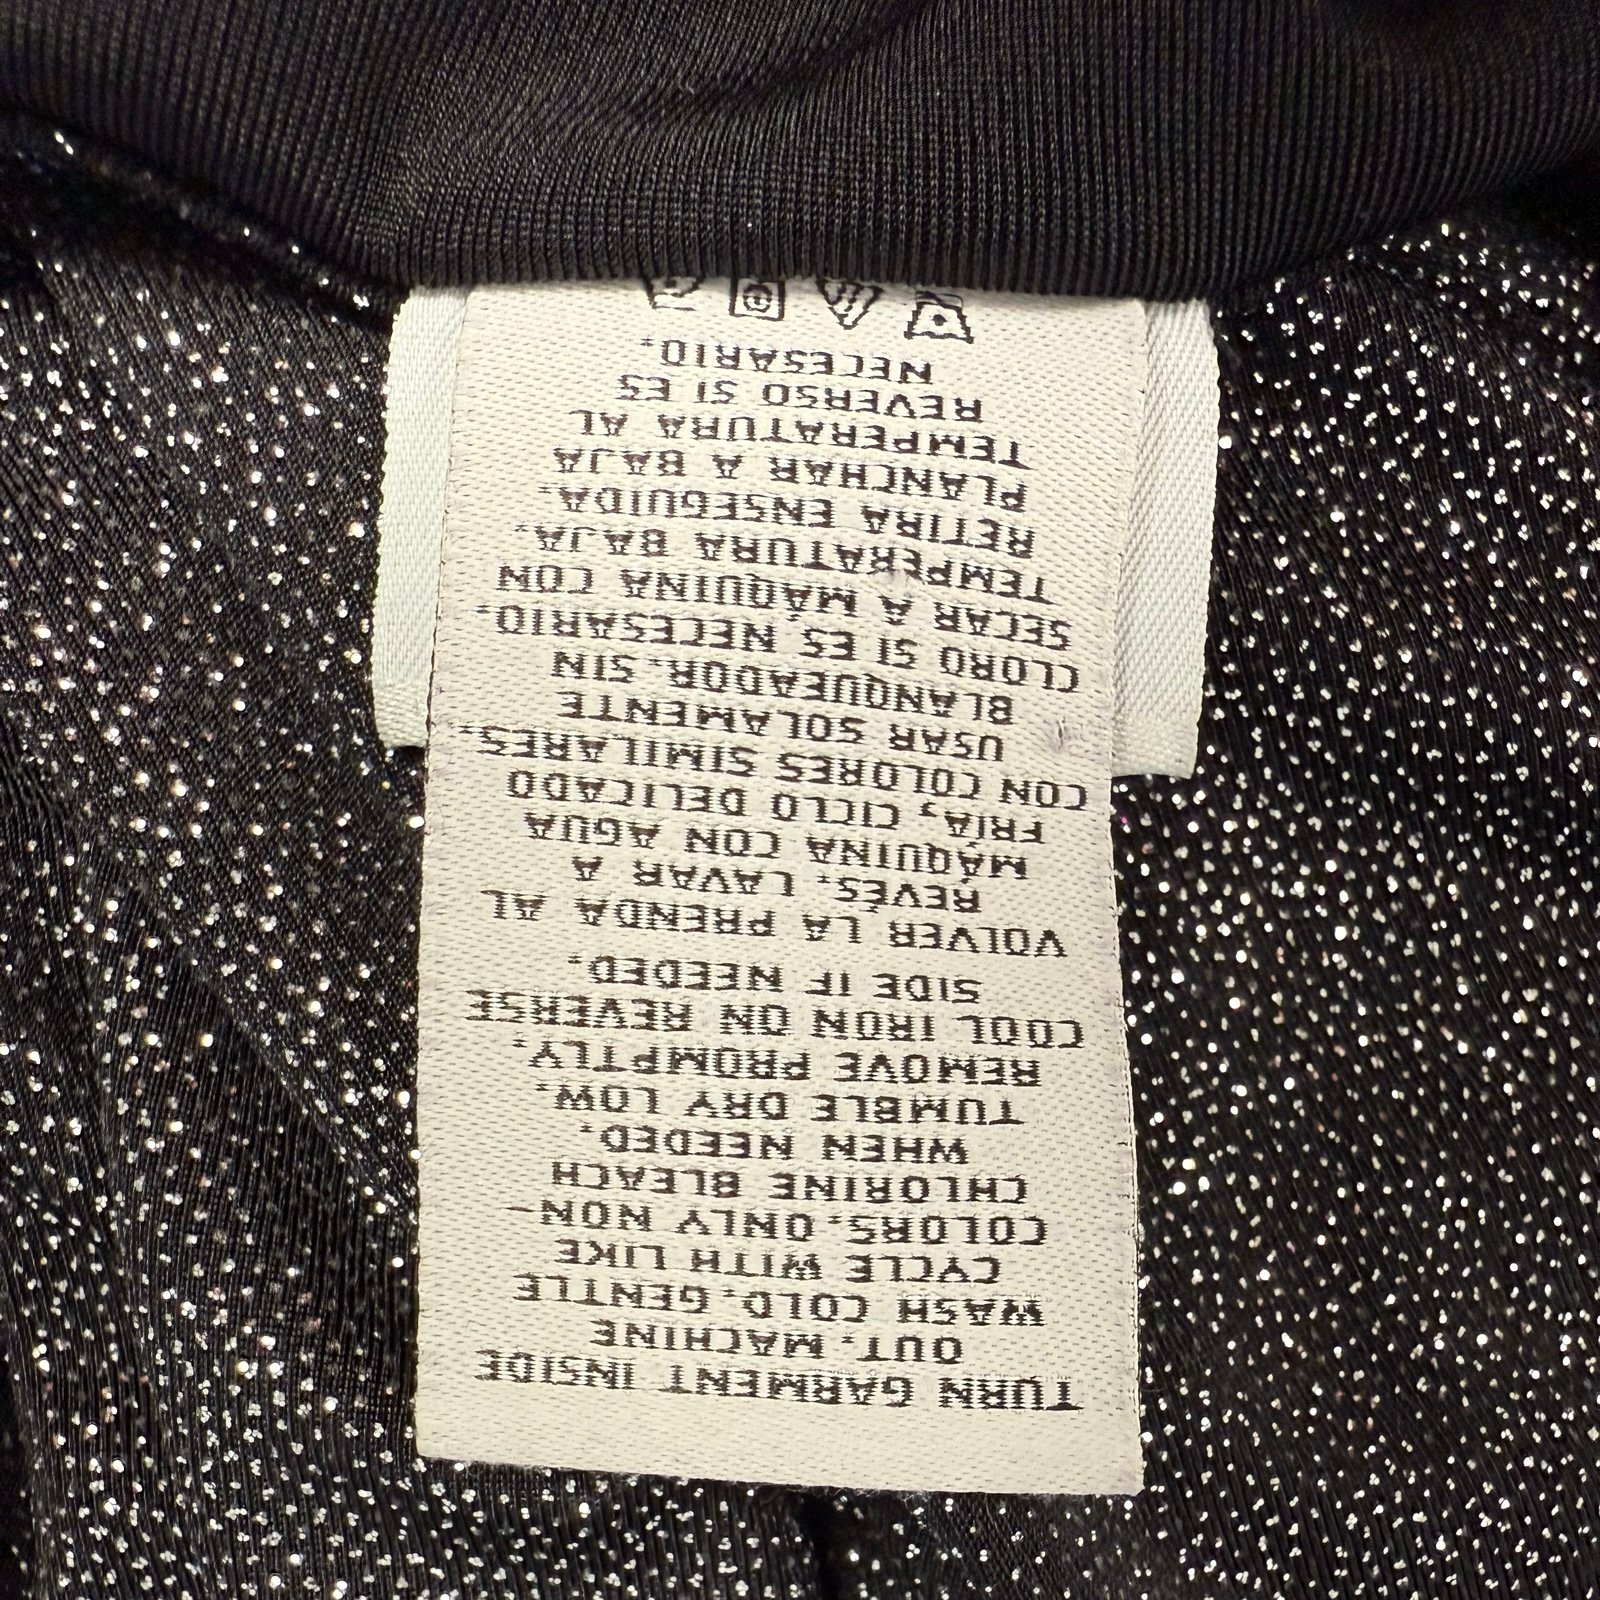 TURN GARMENT INSIDE
OUT. MACHINE
WASH COLD. GENTLE
CYCLE WITH LIKE
COLORS. ONLY NON-
CHLORINE BLEACH
WHEN NEEDED.
TUMBLE DRY LOW.
REMOVE PROMPTLY.
COOL IRON ON REVERSE
SIDE IF NEEDED.
VOLVER LA PRENDA AL
REVÉS. LAVAR A
MÁQUINA CON AGUA
FRÍA, CICLO DELICADO
CON COLORES SIMILARES.
USAR SOLAMENTE
BLANQUEADOR. SIN
CLORO SI ES NECESARIO.
SECAR A MÁQUINA CON
TEMPERATURA BAJA.
RETIRA ENSEGUIDA.
PLANCHAR A BAJA
TEMPERATURA AL
REVERSO SI ES
NECESARIO.